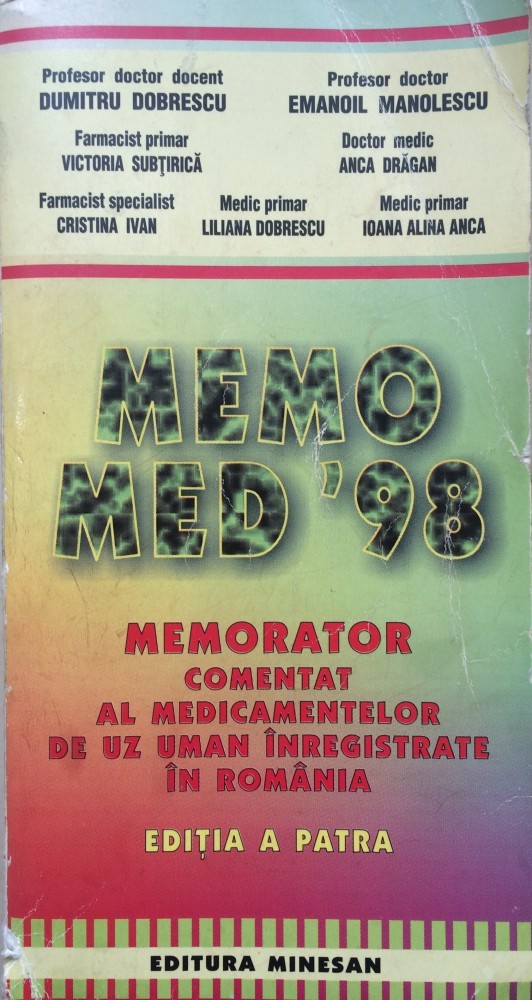 Profesor doctor docent
DUMITRU DOBRESCU
Profesor doctor
EMANOIL MANOLESCU
Farmacist primar
VICTORIA SUBŢIRICĂ
Doctor medic
ANCA DRĂGAN
Farmacist specialist
CRISTINA IVAN
Medic primar
LILIANA DOBRESCU
Medic primar
IOANA ALINA ANCA
MEMO
MED '98
MEMORATOR
COMENTAT
AL MEDICAMENTELOR
DE UZ UMAN ÎNREGISTRATE
ÎN ROMÂNIA
EDIŢIA A PATRA
EDITURA MINESAN